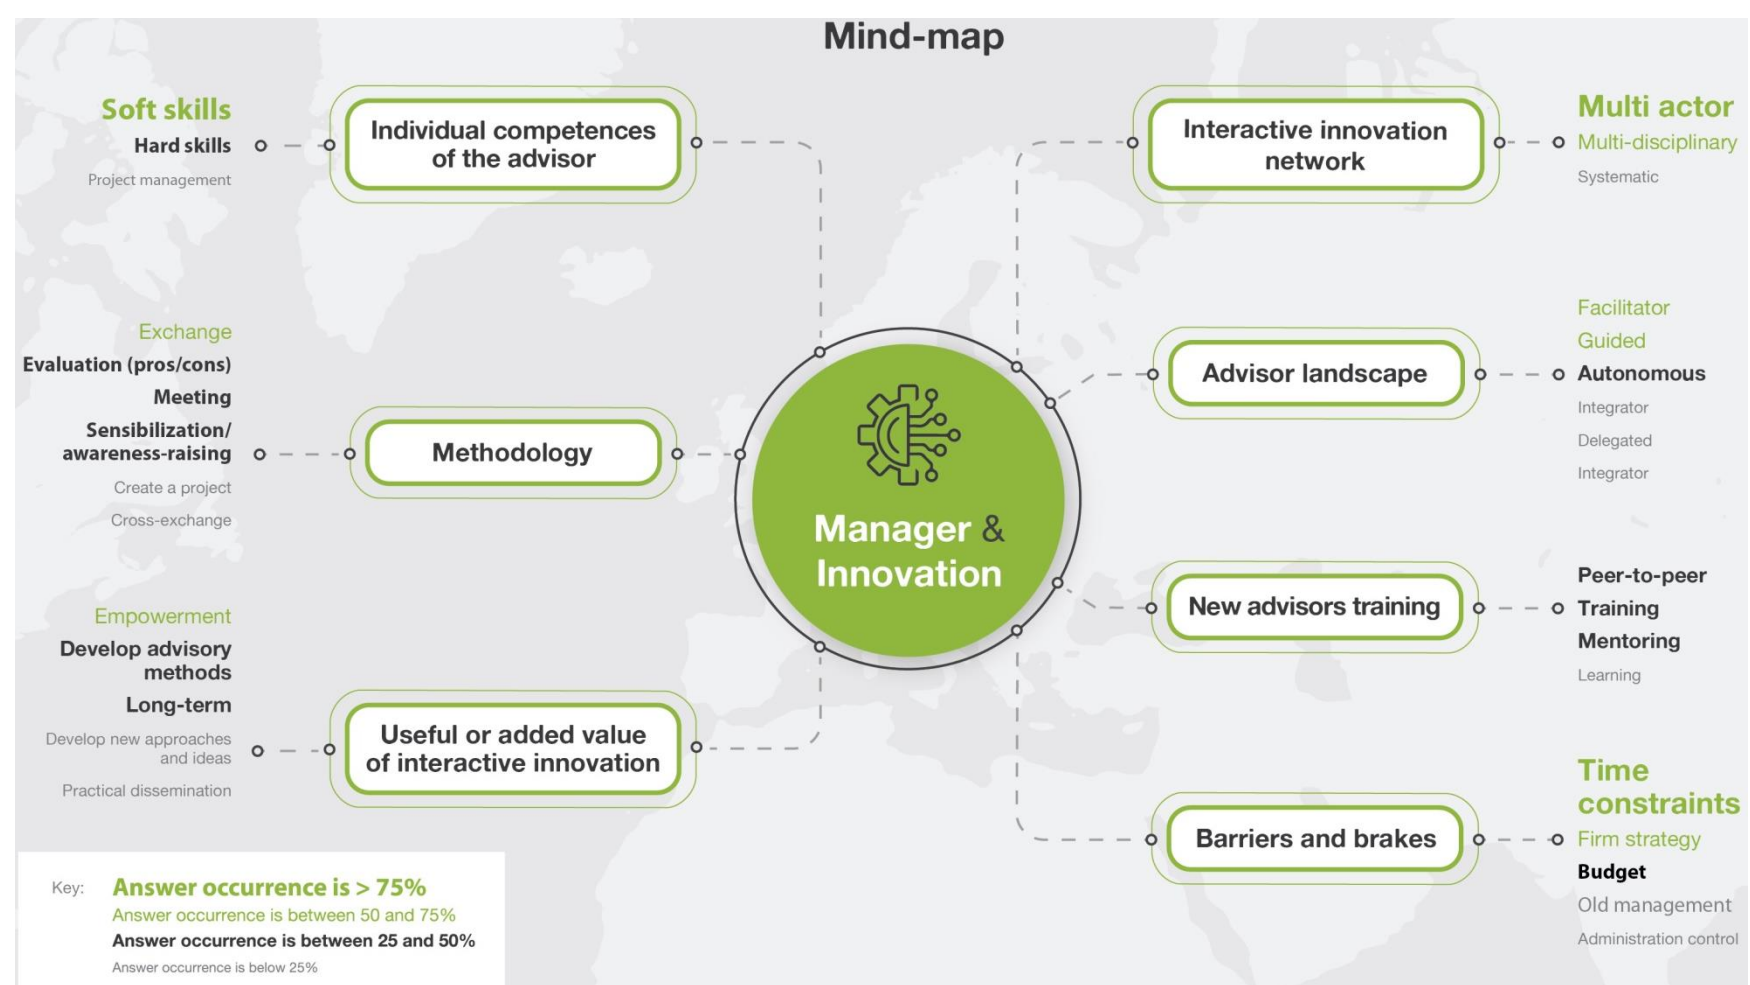 Mind-map
Soft skills
Hard skills
Project management
Individual competences
of the advisor
Exchange
Evaluation (pros/cons)
Meeting
Sensibilization/
awareness-raising
Create a project
Cross-exchange
Methodology
Empowerment
Develop advisory
methods
Long-term
Develop new approaches
and ideas
Practical dissemination
Useful or added value
of interactive innovation
Manager &
Innovation
Interactive innovation
network
Multi actor
Multi-disciplinary
Systematic
Advisor landscape
Facilitator
Guided
Autonomous
Integrator
Delegated
Integrator
New advisors training
Peer-to-peer
Training
Mentoring
Learning
Barriers and brakes
Time
constraints
Firm strategy
Budget
Old management
Administration control
Key:
Answer occurrence is > 75%
Answer occurrence is between 50 and 75%
Answer occurrence is between 25 and 50%
Answer occurrence is below 25%